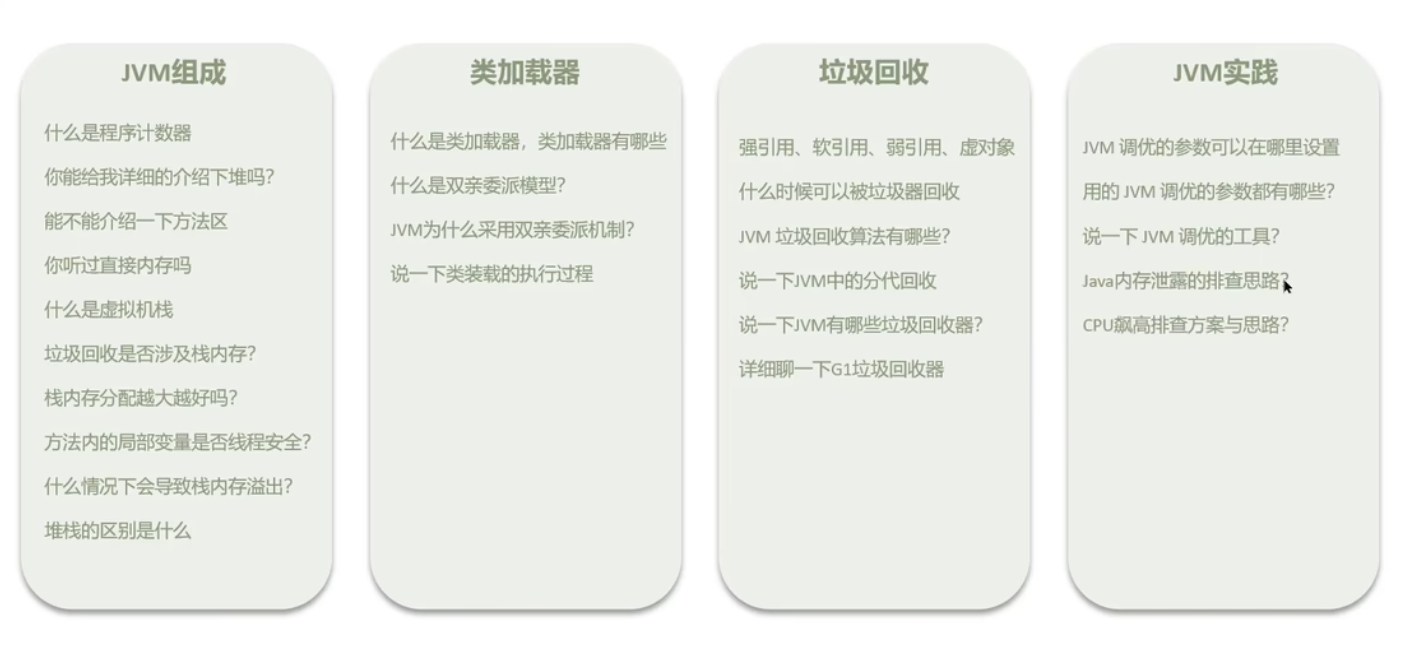 JVM组成
什么是程序计数器
你能给我详细的介绍下堆吗?
能不能介绍一下方法区
你听过直接内存吗
什么是虚拟机栈
垃圾回收是否涉及栈内存?
栈内存分配越大越好吗?
方法内的局部变量是否线程安全?
什么情况下会导致栈内存溢出?
堆栈的区别是什么
类加载器
什么是类加载器，类加载器有哪些
什么是双亲委派模型?
JVM为什么采用双亲委派机制?
说一下类装载的执行过程
垃圾回收
强引用、软引用、弱引用、虚对象
什么时候可以被垃圾器回收
JVM 垃圾回收算法有哪些?
说一下JVM中的分代回收
说一下JVM有哪些垃圾回收器?
详细聊一下G1垃圾回收器
JVM实践
JVM 调优的参数可以在哪里设置
用的 JVM 调优的参数都有哪些?
说一下 JVM 调优的工具?
Java内存泄露的排查思路?
CPU飙高排查方案与思路?